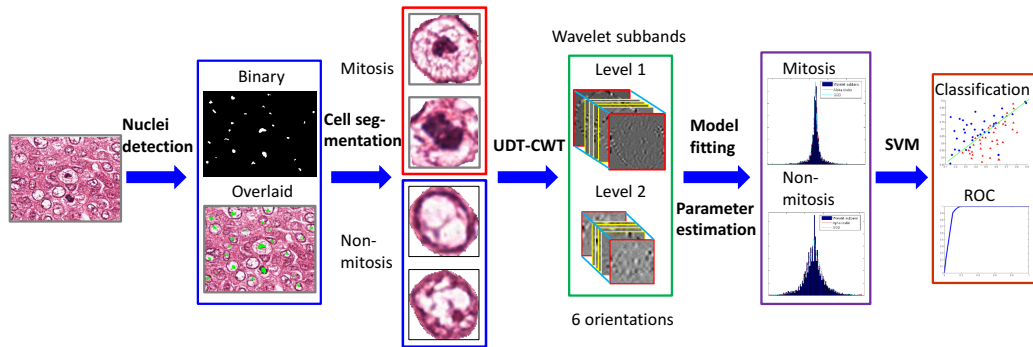 Nuclei
detection
Binary
Overlaid
Cell seg-
mentation
Mitosis
Non-
mitosis
UDT-CWT
Wavelet subbands
Level 1
Level 2
6 orientations
Model
fitting
Parameter
estimation
Mitosis
Non-
mitosis
SVM
Classification
ROC